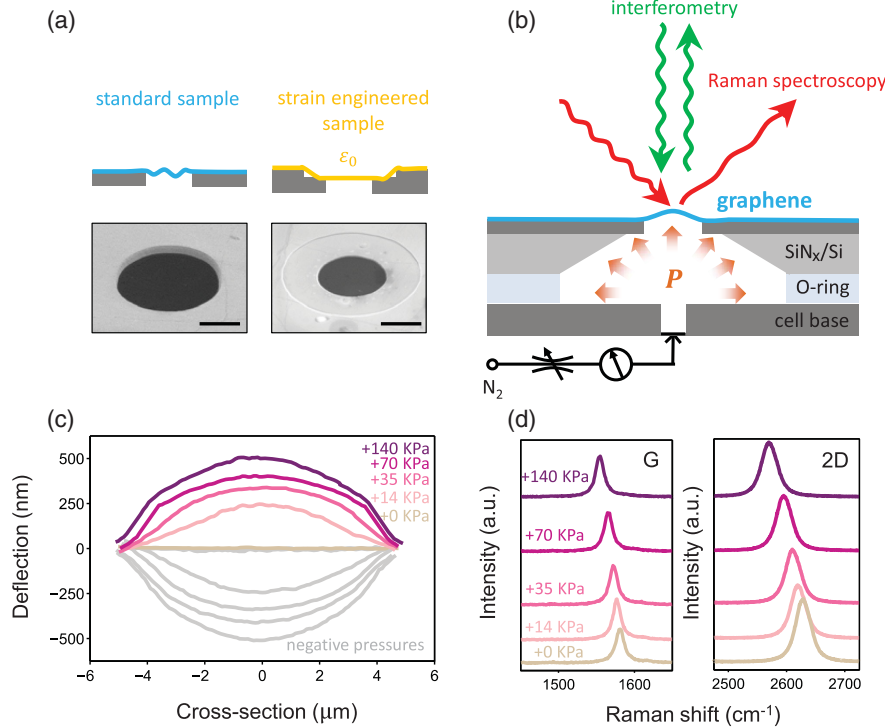 (a)
standard sample
strain engineered
sample
ε₀
(b)
interferometry
Raman spectroscopy
graphene
SiNₓ/Si
P
O-ring
cell base
N₂
(c)
Deflection (nm)
500
250
0
−250
−500
+140 KPa
+70 KPa
+35 KPa
+14 KPa
+0 KPa
negative pressures
−6 −4 −2 0 2 4 6
Cross-section (μm)
(d)
Intensity (a.u.)
G
+140 KPa
+70 KPa
+35 KPa
+14 KPa
+0 KPa
1500 1600
Intensity (a.u.)
2D
2500 2600 2700
Raman shift (cm⁻¹)